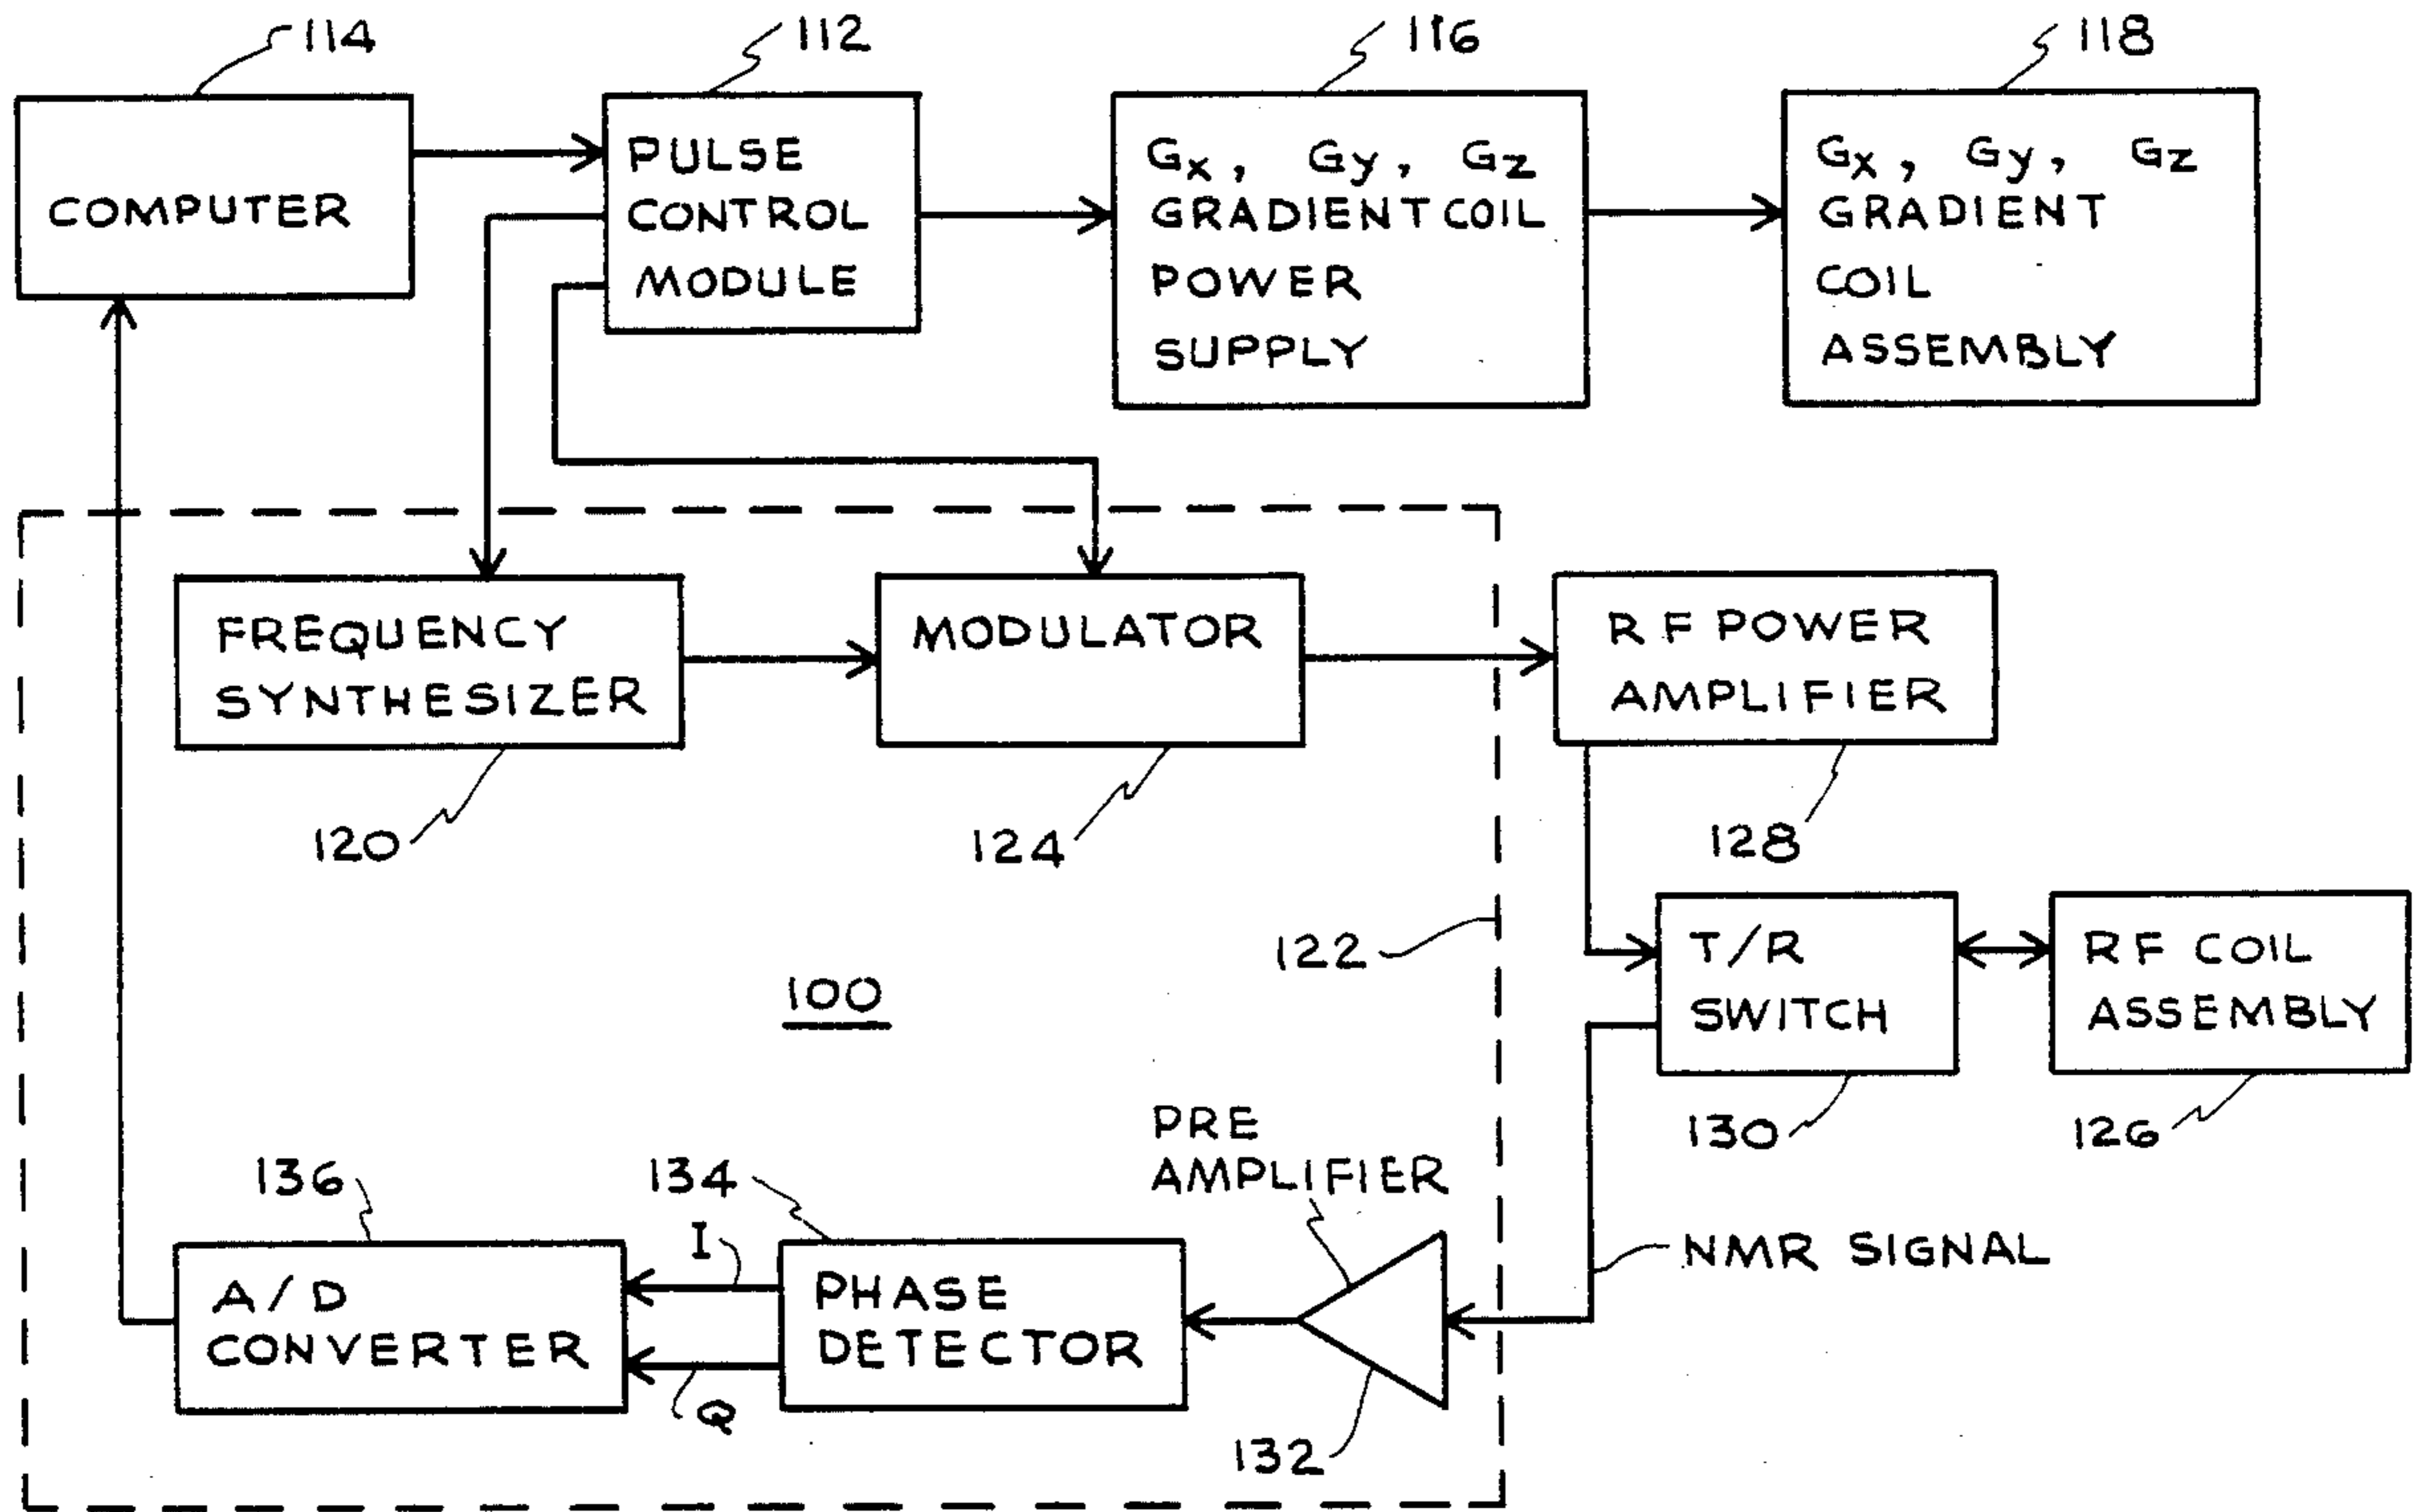 114
112
116
118
COMPUTER
PULSE
CONTROL
MODULE
Gx, Gy, Gz
GRADIENT COIL
POWER
SUPPLY
Gx, Gy, Gz
GRADIENT
COIL
ASSEMBLY
FREQUENCY
SYNTHESIZER
MODULATOR
RF POWER
AMPLIFIER
120
124
128
122
T/R
SWITCH
RF COIL
ASSEMBLY
100
130
126
PRE
AMPLIFIER
136
134
I
NMR SIGNAL
A/D
CONVERTER
PHASE
DETECTOR
Q
132